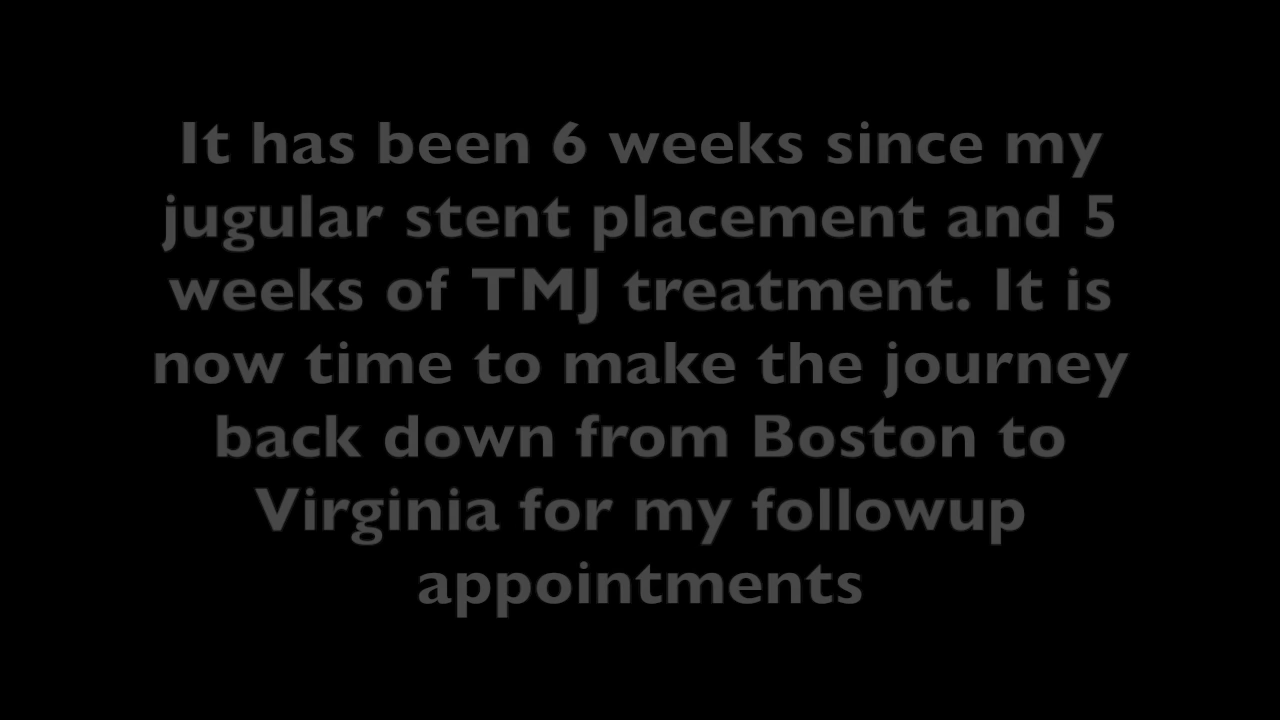 It has been 6 weeks since my
jugular stent placement and 5
weeks of TMJ treatment. It is
now time to make the journey
back down from Boston to
Virginia for my followup
appointments